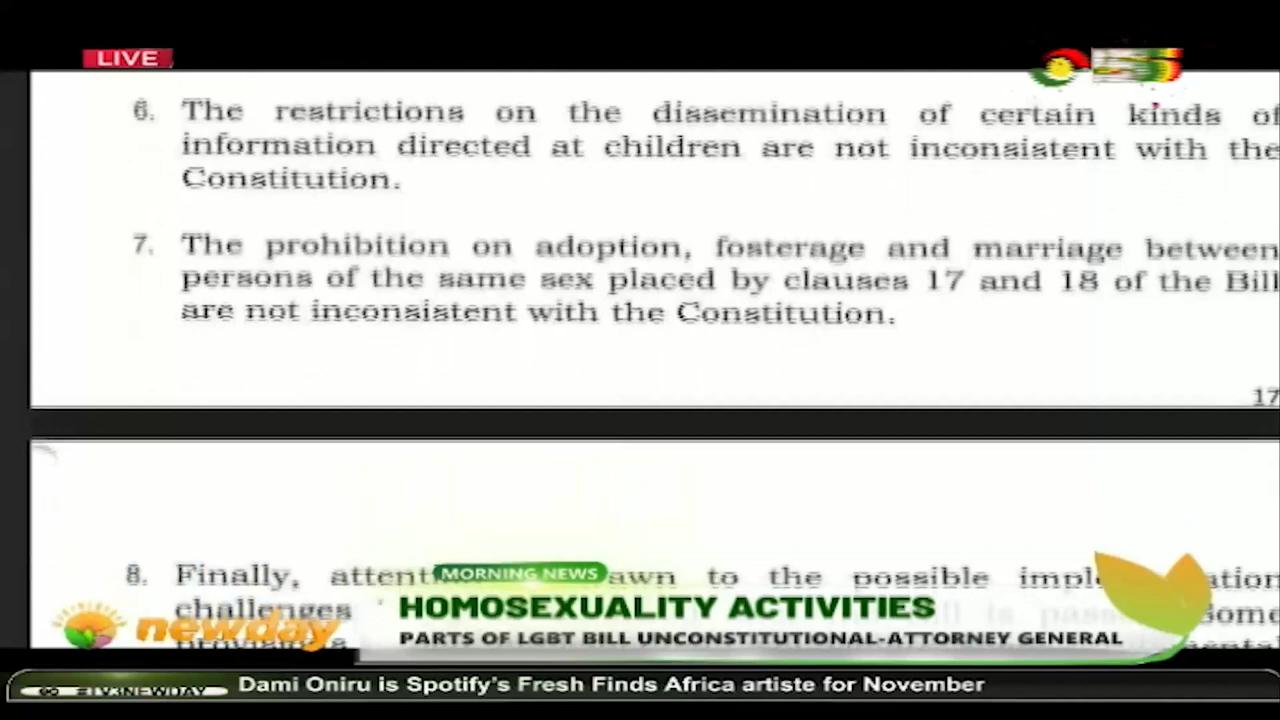 LIVE
6. The restrictions on the dissemination of certain kinds of
information directed at children are not inconsistent with the
Constitution.
7. The prohibition on adoption, fosterage and marriage between
persons of the same sex placed by clauses 17 and 18 of the Bill
are not inconsistent with the Constitution.
17
8. Finally, to the possible
challenges
MORNING NEWS
HOMOSEXUALITY ACTIVITIES
newday
PARTS OF LGBT BILL UNCONSTITUTIONAL-ATTORNEY GENERAL
#TV3NEWDAY Dami Oniru is Spotify's Fresh Finds Africa artiste for November